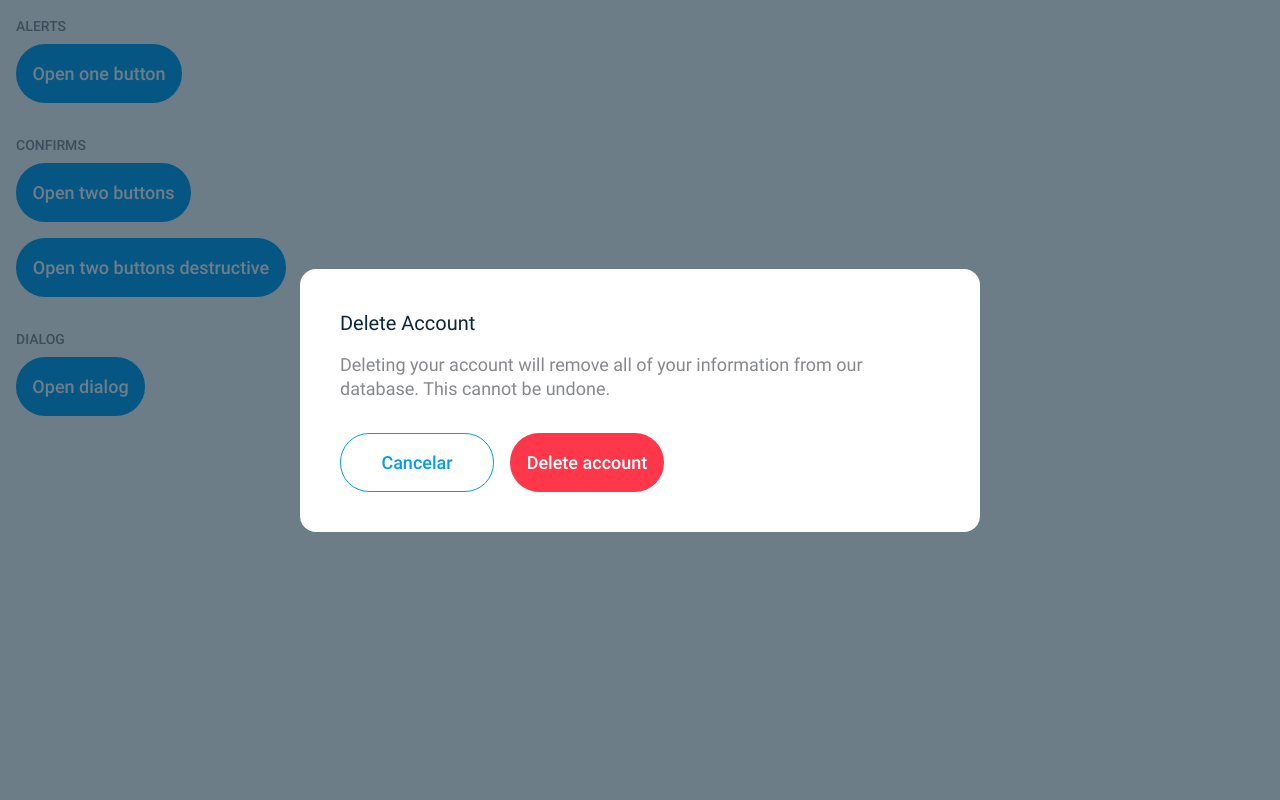 ALERTS
Open one button
CONFIRMS
Open two buttons
Open two buttons destructive
DIALOG
Open dialog
Delete Account
Deleting your account will remove all of your information from our
database. This cannot be undone.
Cancelar
Delete account